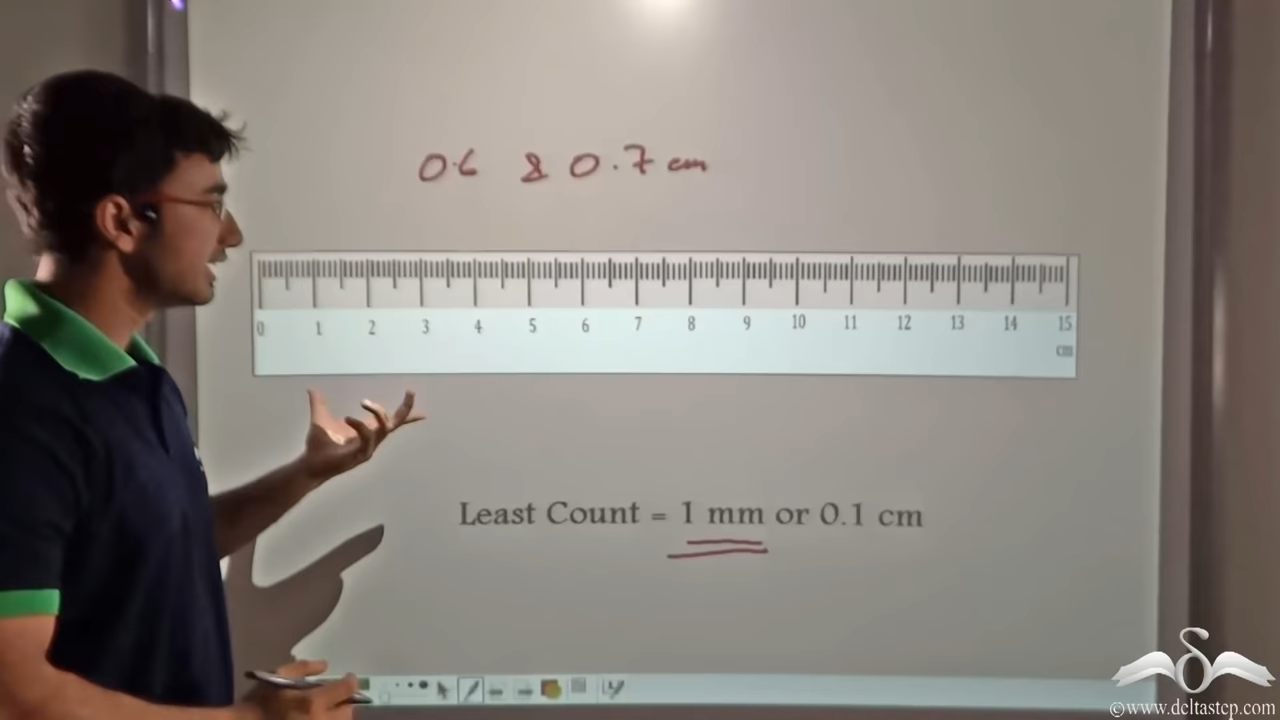 0.6 & 0.7 cm
0 1 2 3 4 5 6 7 8 9 10 11 12 13 14 15
cm
Least Count = 1 mm or 0.1 cm
©www.deltastep.com